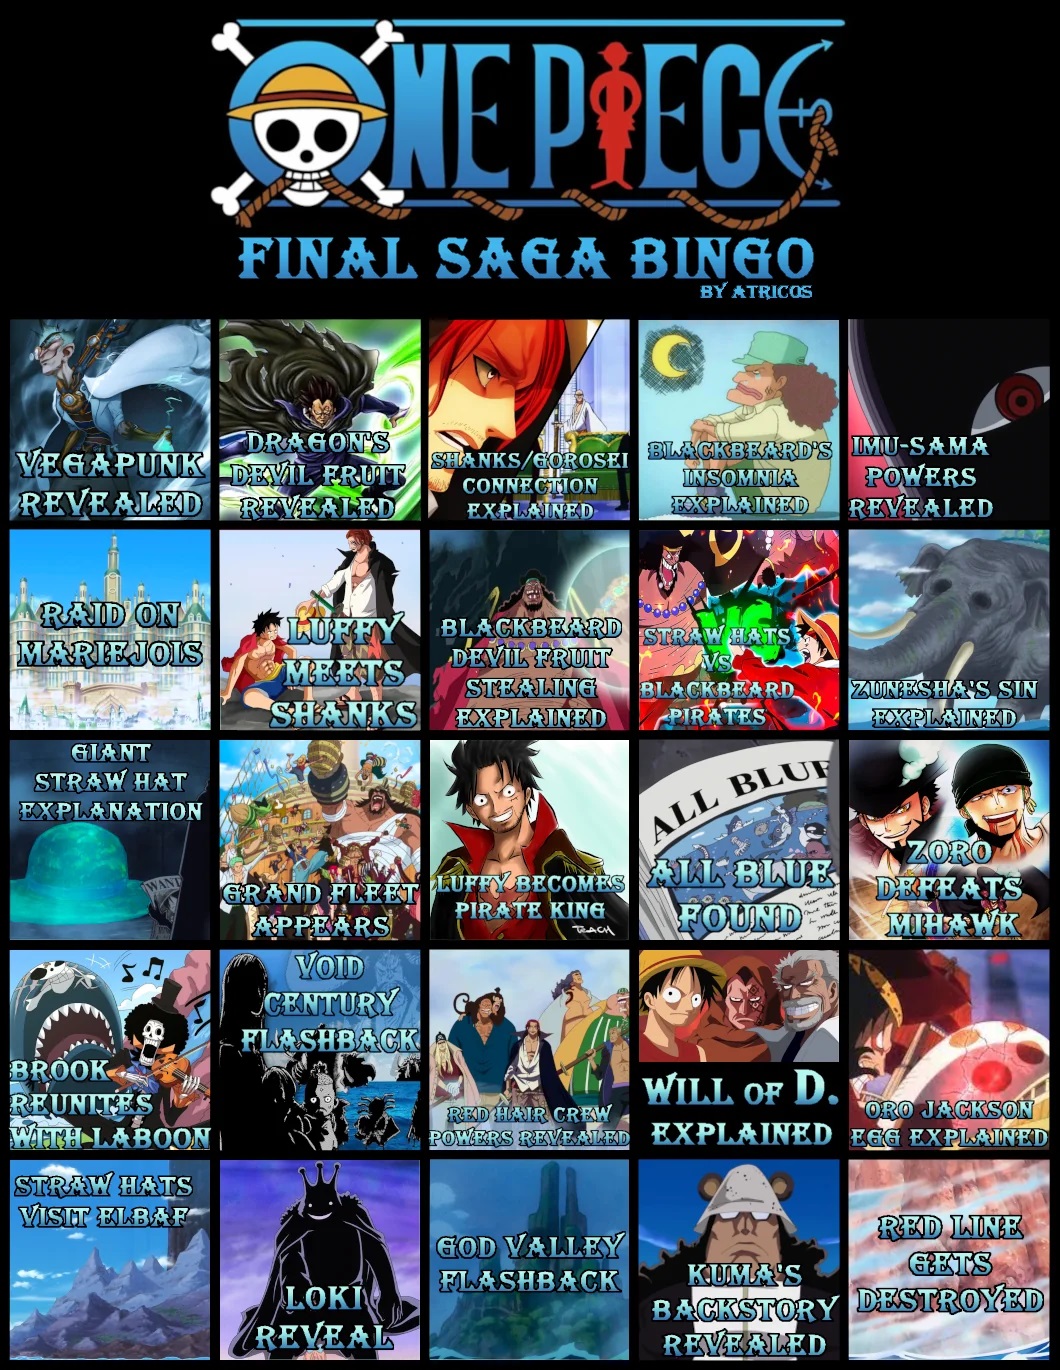 ONE PIECE
FINAL SAGA BINGO
BY ATRICOS
VEGAPUNK
REVEALED
DRAGON'S
DEVIL FRUIT
REVEALED
SHANKS/GOROSEI
CONNECTION
EXPLAINED
BLACKBEARD'S
INSOMNIA
EXPLAINED
IMU-SAMA
POWERS
REVEALED
RAID ON
MARIEJOIS
LUFFY
MEETS
SHANKS
BLACKBEARD
DEVIL FRUIT
STEALING
EXPLAINED
VS
STRAW HATS
VS
BLACKBEARD
PIRATES
ZUNESHA'S SIN
EXPLAINED
GIANT
STRAW HAT
EXPLANATION
WANT
GRAND FLEET
APPEARS
LUFFY BECOMES
PIRATE KING
TEACH
ALL BLUE
ALL BLUE
FOUND
ZORO
DEFEATS
MIHAWK
BROOK
REUNITES
WITH LABOON
VOID
CENTURY
FLASHBACK
RED HAIR CREW
POWERS REVEALED
WILL OF D.
EXPLAINED
ORO JACKSON
EGG EXPLAINED
STRAW HATS
VISIT ELBAF
LOKI
REVEAL
GOD VALLEY
FLASHBACK
KUMA'S
BACKSTORY
REVEALED
RED LINE
GETS
DESTROYED